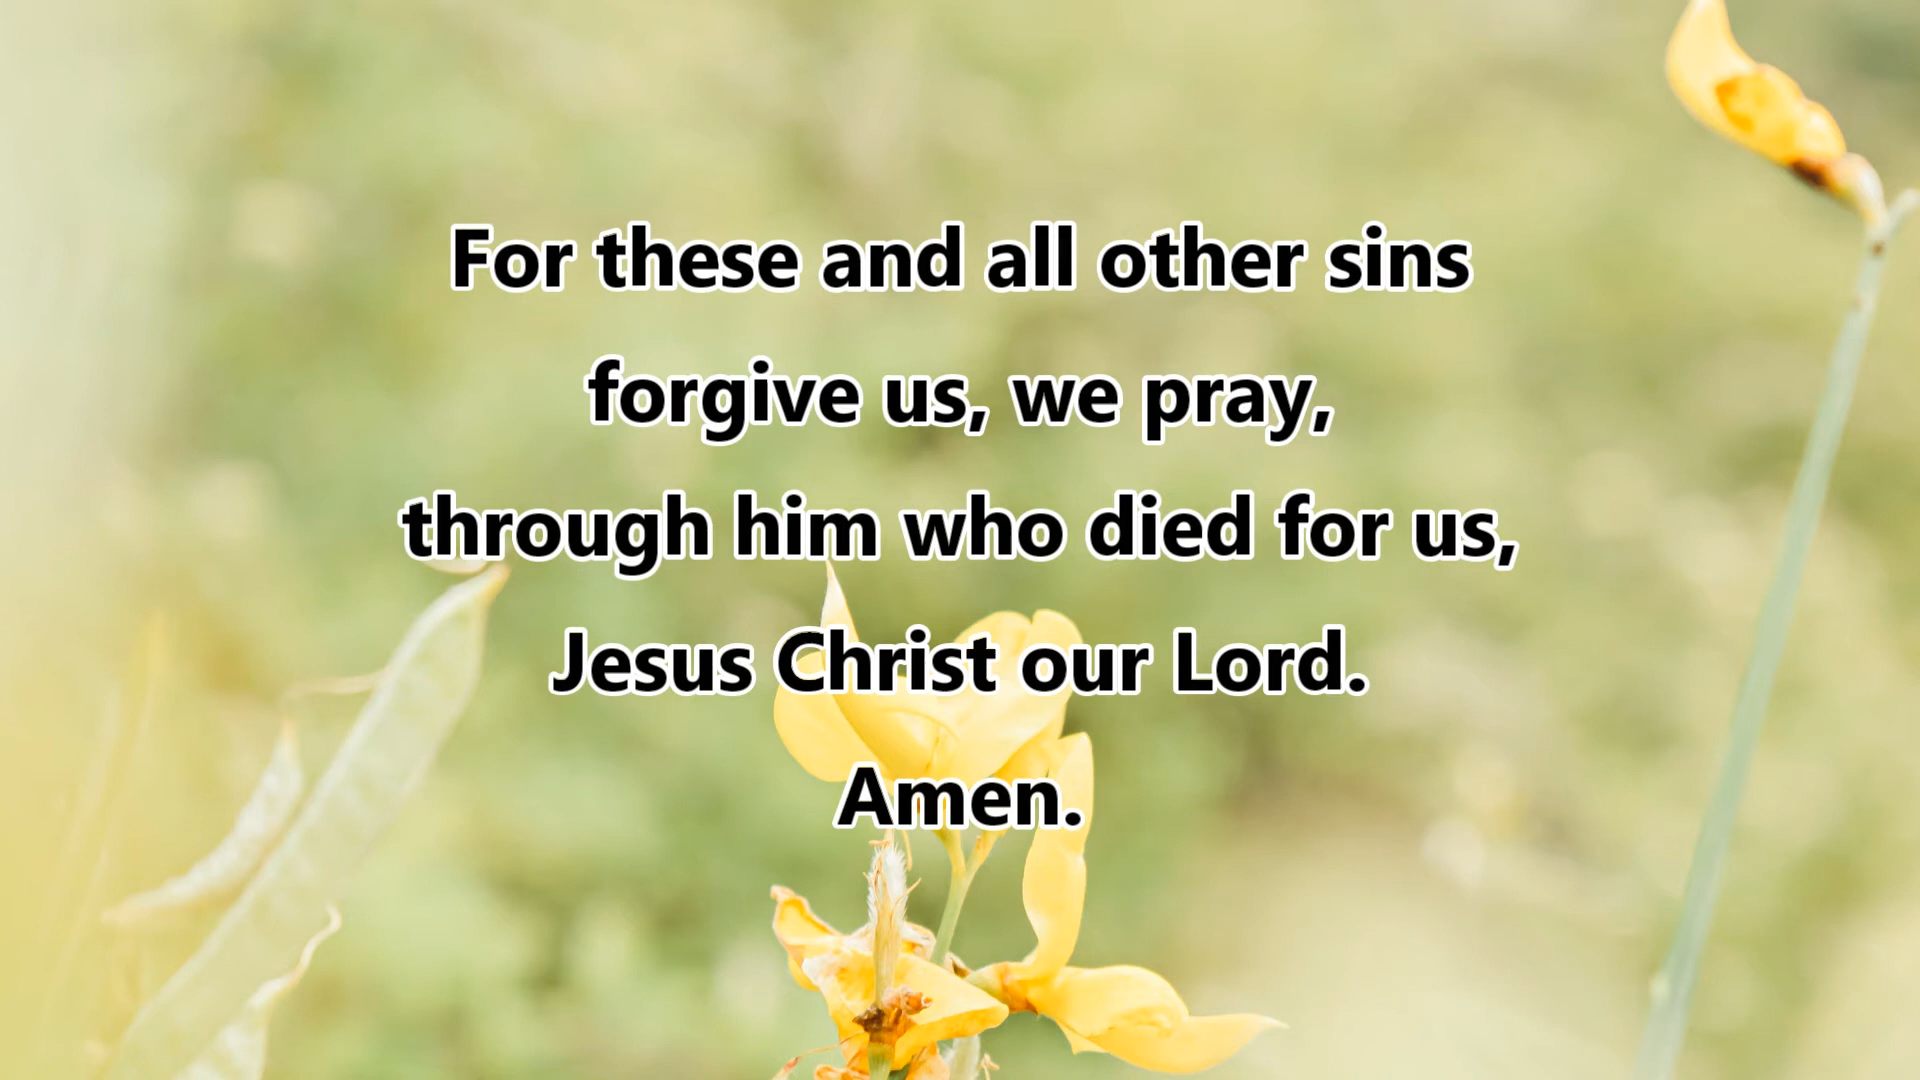 For these and all other sins
forgive us, we pray,
through him who died for us,
Jesus Christ our Lord.
Amen.